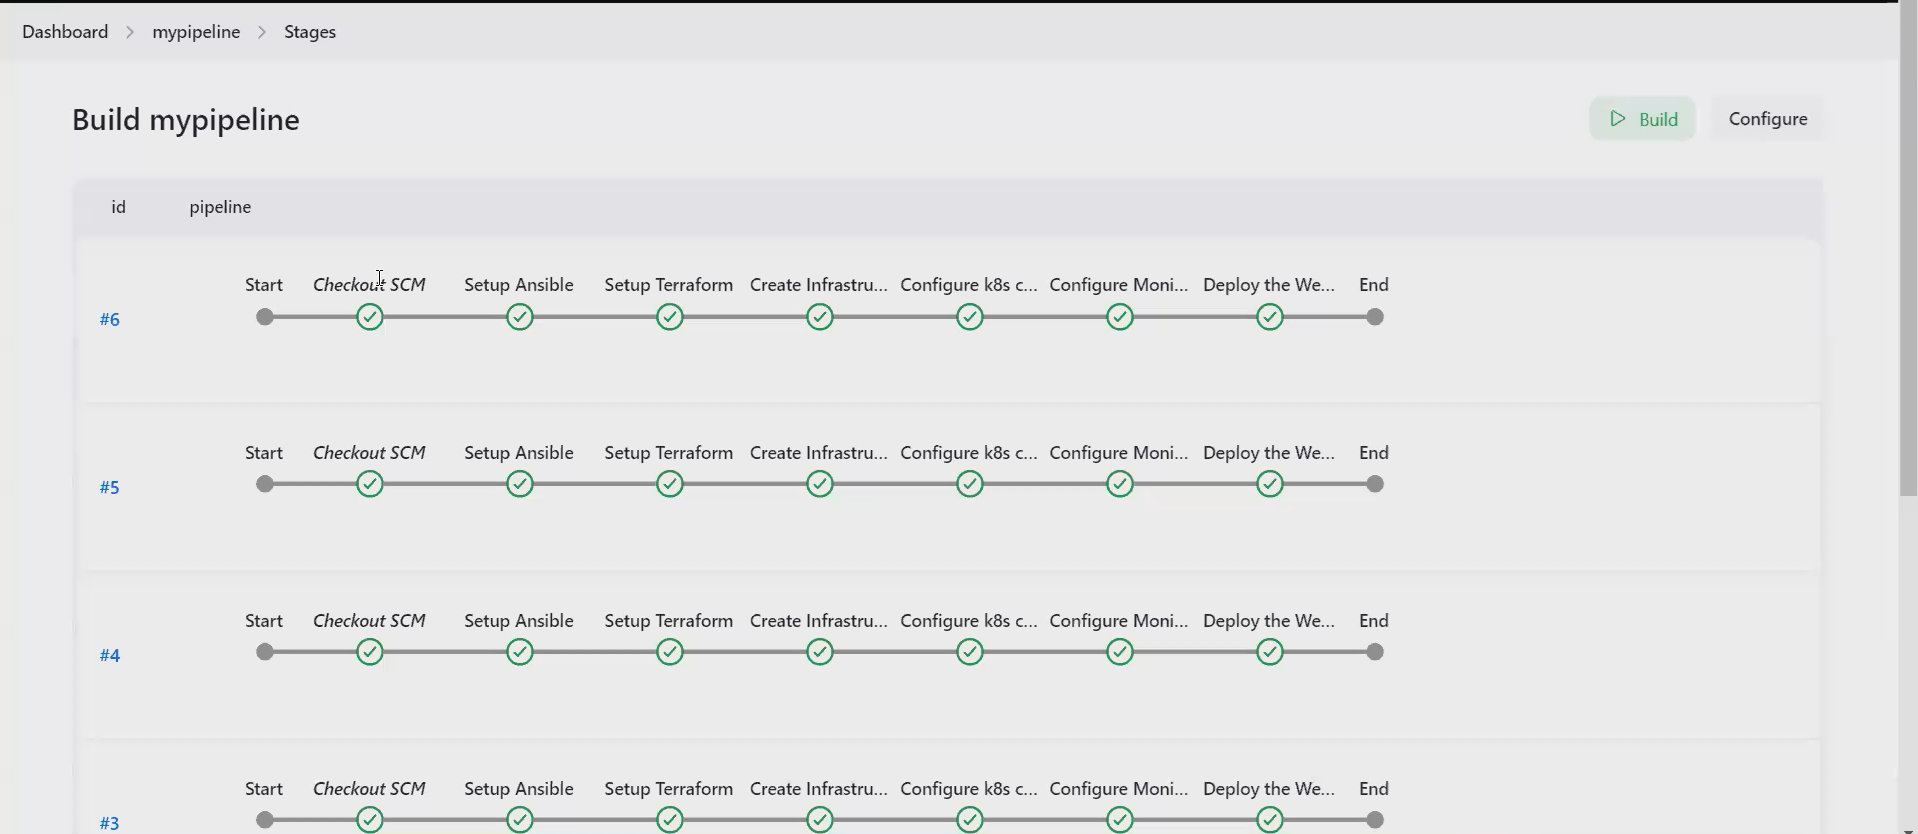 Dashboard > mypipeline > Stages
Build mypipeline
Build Configure
id pipeline
Start Checkout SCM Setup Ansible Setup Terraform Create Infrastru... Configure k8s c... Configure Moni... Deploy the We... End
#6
Start Checkout SCM Setup Ansible Setup Terraform Create Infrastru... Configure k8s c... Configure Moni... Deploy the We... End
#5
Start Checkout SCM Setup Ansible Setup Terraform Create Infrastru... Configure k8s c... Configure Moni... Deploy the We... End
#4
Start Checkout SCM Setup Ansible Setup Terraform Create Infrastru... Configure k8s c... Configure Moni... Deploy the We... End
#3